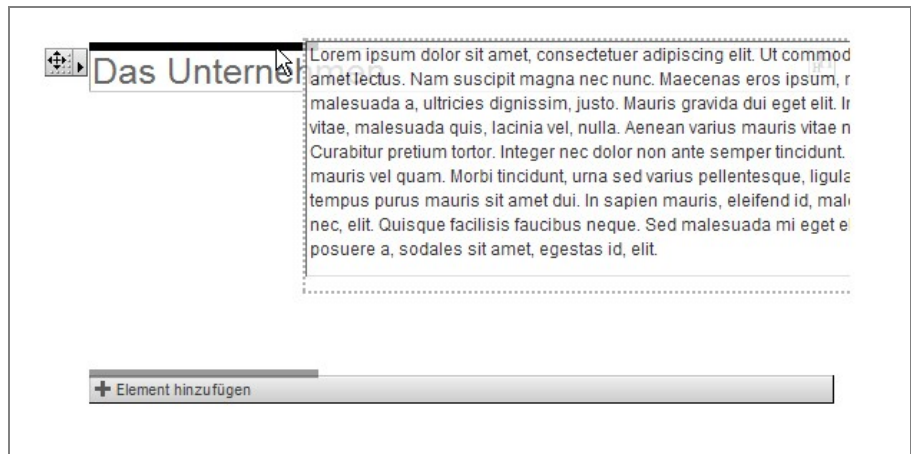 Das Unternehmen
Lorem ipsum dolor sit amet, consectetuer adipiscing elit. Ut commod
amet lectus. Nam suscipit magna nec nunc. Maecenas eros ipsum, r
malesuada a, ultricies dignissim, justo. Mauris gravida dui eget elit. Ir
vitae, malesuada quis, lacinia vel, nulla. Aenean varius mauris vitae n
Curabitur pretium tortor. Integer nec dolor non ante semper tincidunt.
mauris vel quam. Morbi tincidunt, urna sed varius pellentesque, ligula
tempus purus mauris sit amet dui. In sapien mauris, eleifend id, mal
nec, elit. Quisque facilisis faucibus neque. Sed malesuada mi eget e
posuere a, sodales sit amet, egestas id, elit.
Element hinzufügen